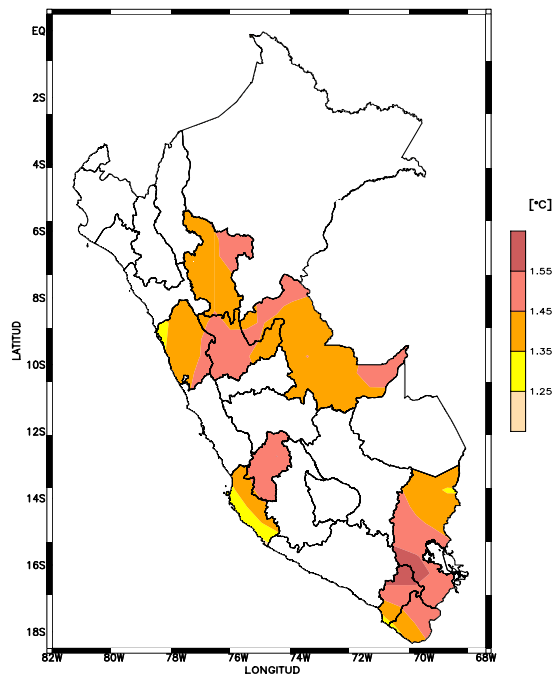 EQ
2S
4S
6S
8S
10S
12S
14S
16S
18S
LATITUD
82W 80W 78W 76W 74W 72W 70W 68W
LONGITUD
[°C]
1.55
1.45
1.35
1.25